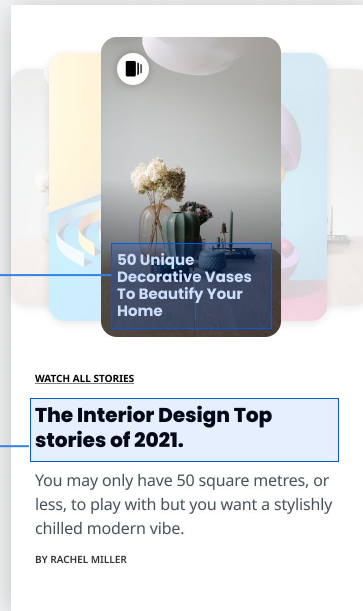 50 Unique
Decorative Vases
To Beautify Your
Home
WATCH ALL STORIES
The Interior Design Top
stories of 2021.
You may only have 50 square metres, or
less, to play with but you want a stylishly
chilled modern vibe.
BY RACHEL MILLER